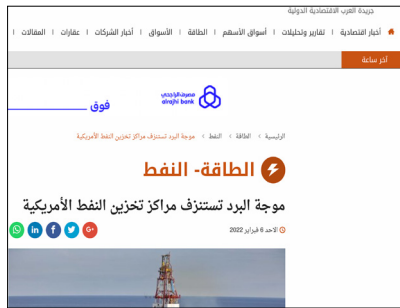 جريدة العرب الاقتصادية الدولية
أخبار اقتصادية | تقارير وتحليلات | أسواق الأسهم | الطاقة | الأسواق | أخبار الشركات | عقارات | المقالات |
آخر ساعة
مصرف الراجحي
alrajhi bank
فوق
الرئيسية > الطاقة > النفط > موجة البرد تستنزف مراكز تخزين النفط الأمريكية
الطاقة- النفط
موجة البرد تستنزف مراكز تخزين النفط الأمريكية
الاحد 6 فبراير 2022